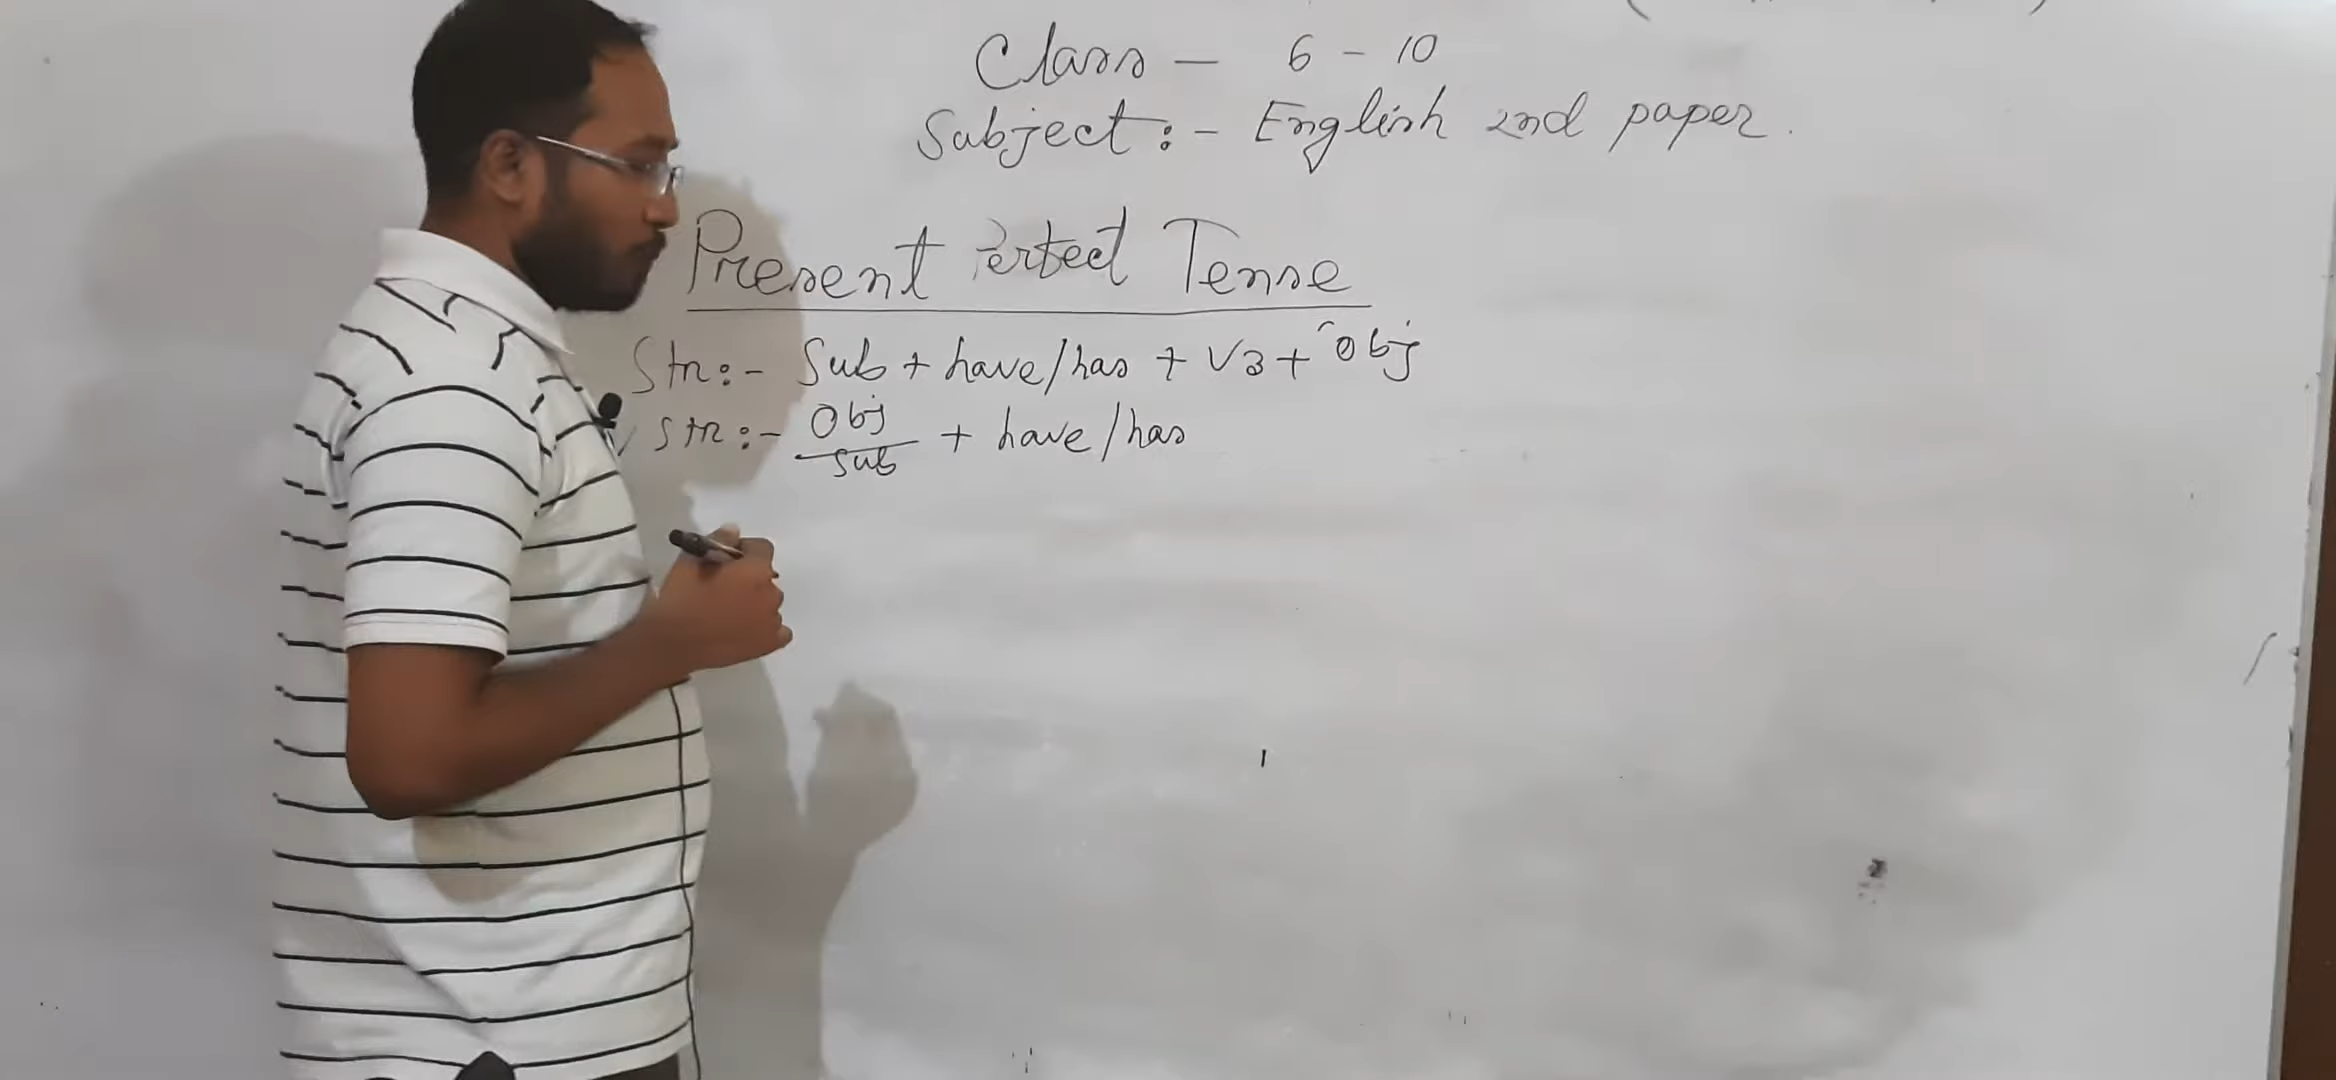 Class - 6 - 10
Subject :- English 2nd paper.
Present Perfect Tense
Str :- Sub + have/has + V3 + Obj
Str :- Obj
sub + have/has